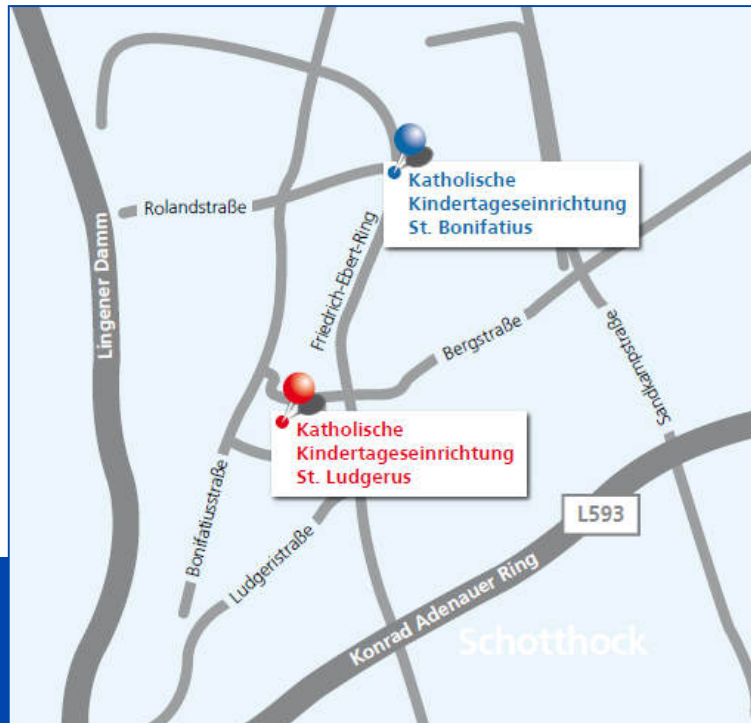 Katholische
Kindertageseinrichtung
St. Bonifatius
Rolandstraße
Lingener Damm
Friedrich-Ebert-Ring
Bergstraße
Sandkampstraße
Katholische
Kindertageseinrichtung
St. Ludgerus
Bonifatiusstraße
Ludgeristraße
L593
Konrad Adenauer Ring
Schotthock